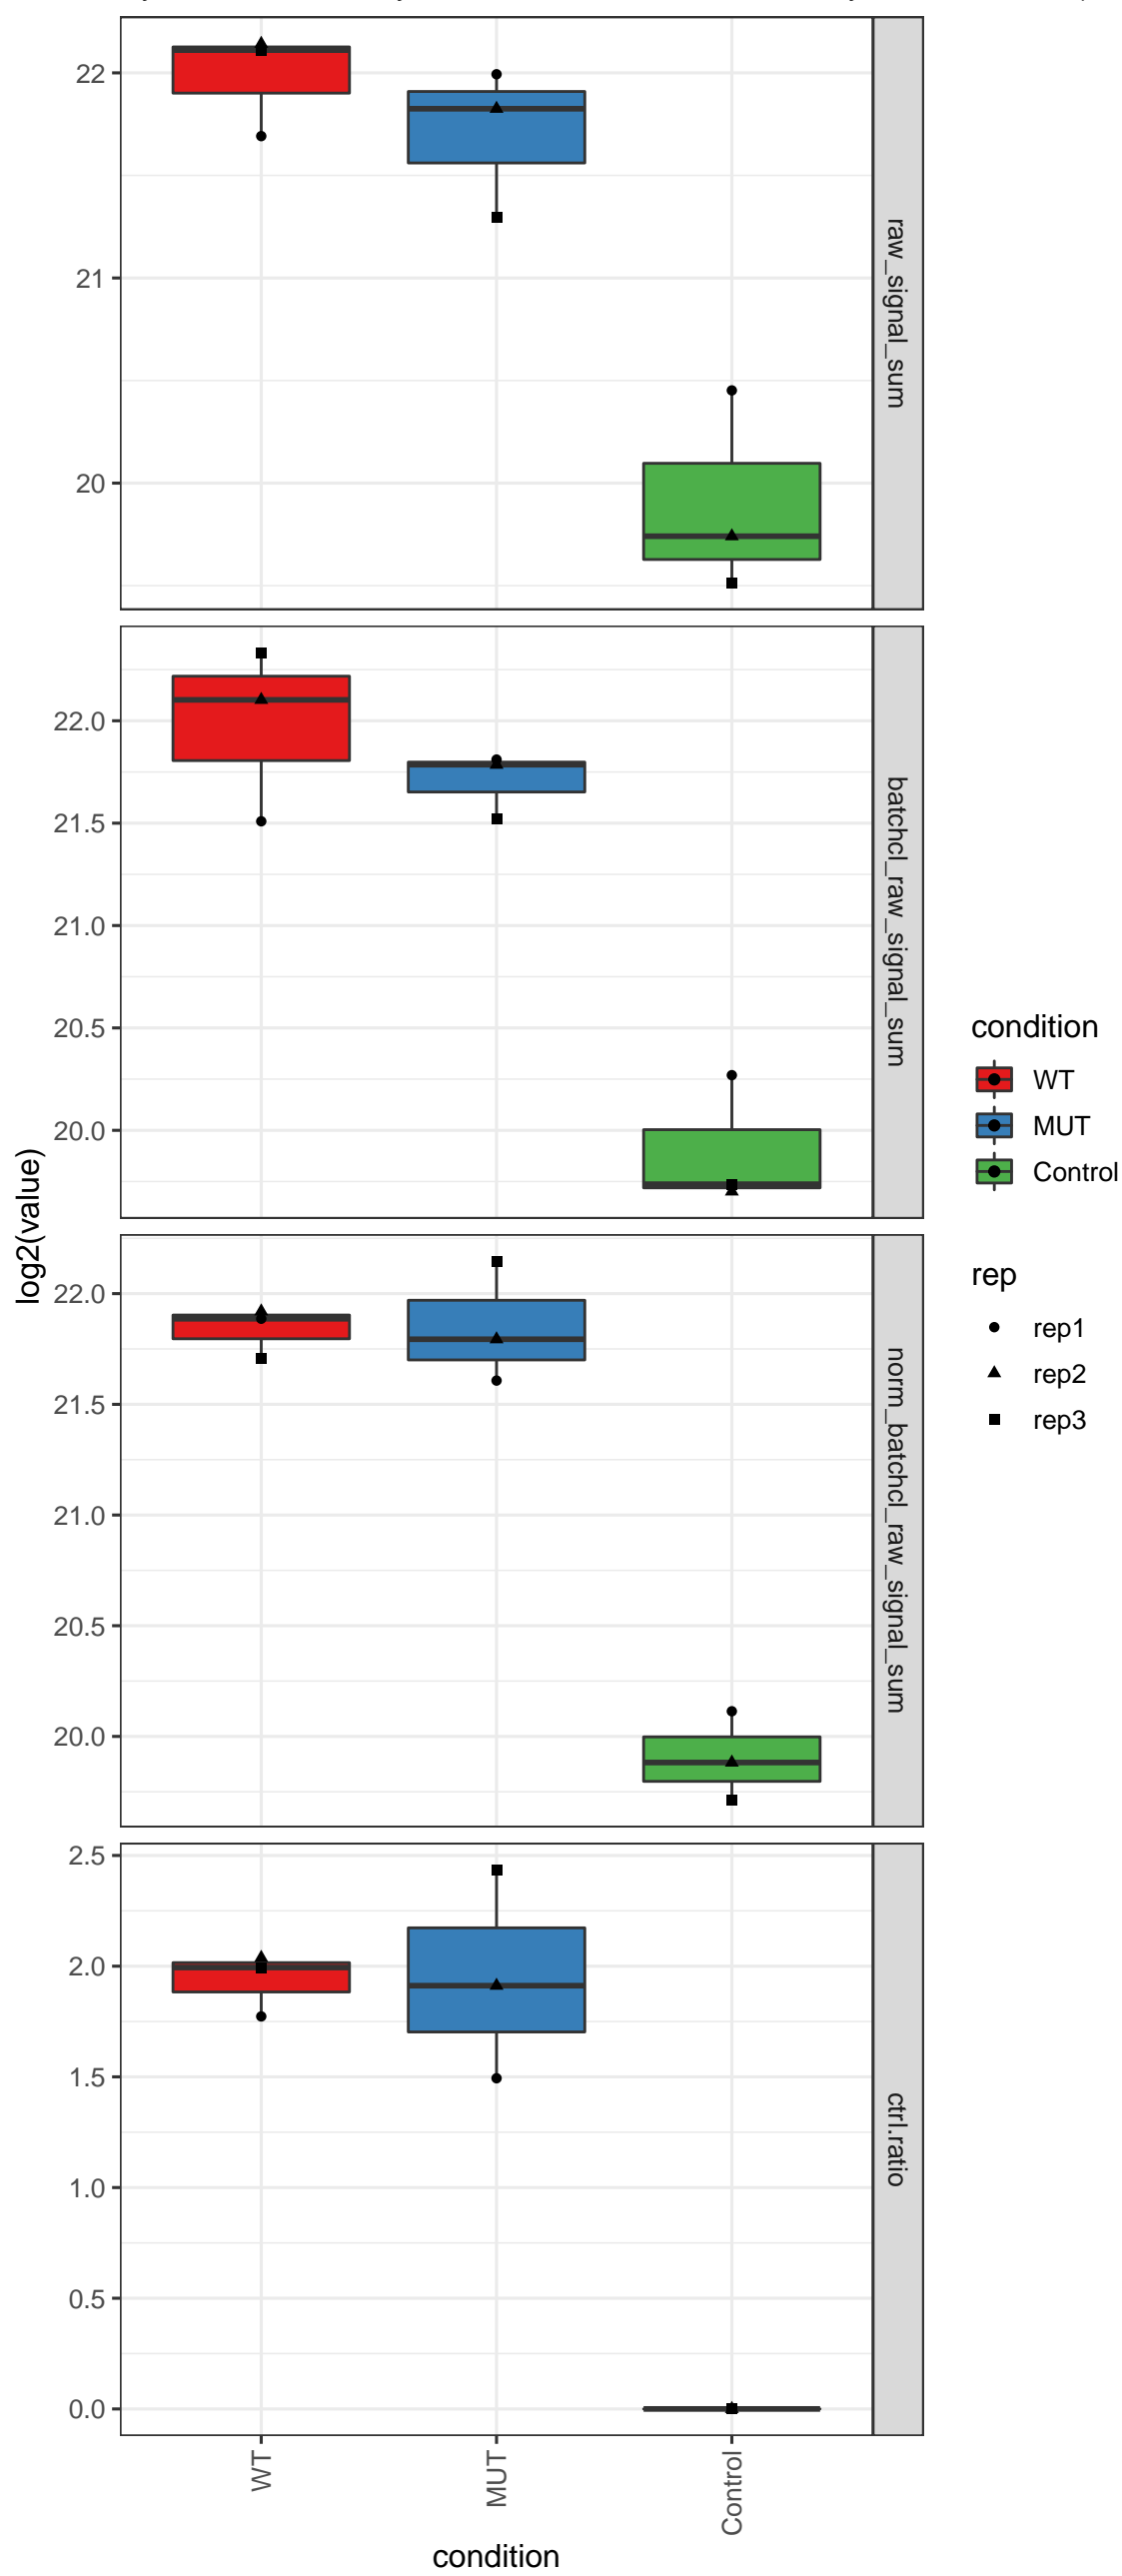 22
21
20
raw_signal_sum
22.0
21.5
21.0
20.5
20.0
batchcl_raw_signal_sum
22.0
21.5
21.0
20.5
20.0
norm_batchcl_raw_signal_sum
2.5
2.0
1.5
1.0
0.5
0.0
ctrl.ratio
log2(value)
WT
MUT
Control
condition
condition
WT
MUT
Control
rep
rep1
rep2
rep3